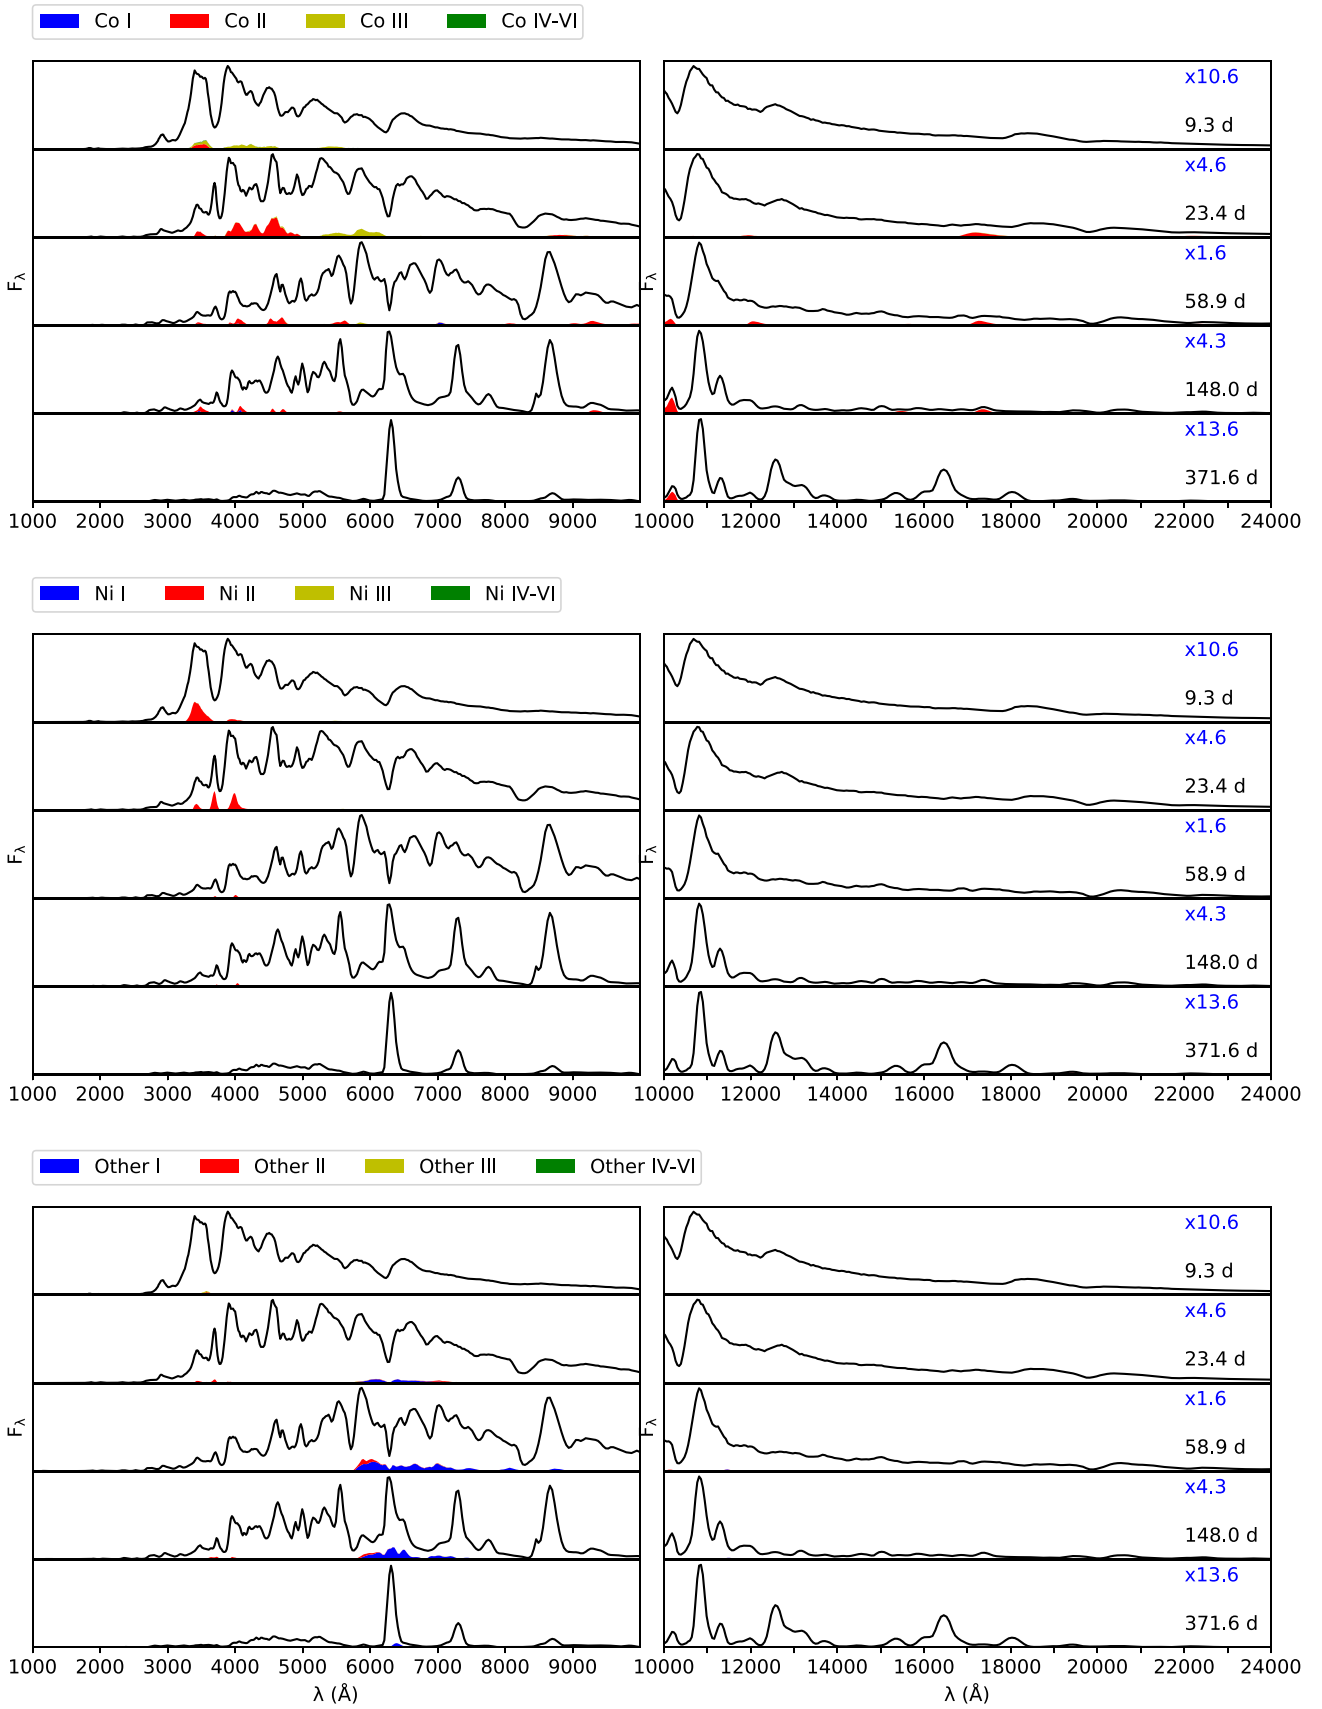 Co I Co II Co III Co IV-VI
x10.6
9.3 d
x4.6
23.4 d
Fλ Fλ
x1.6
58.9 d
x4.3
148.0 d
x13.6
371.6 d
1000 2000 3000 4000 5000 6000 7000 8000 9000 10000 12000 14000 16000 18000 20000 22000 24000
Ni I Ni II Ni III Ni IV-VI
x10.6
9.3 d
x4.6
23.4 d
Fλ Fλ
x1.6
58.9 d
x4.3
148.0 d
x13.6
371.6 d
1000 2000 3000 4000 5000 6000 7000 8000 9000 10000 12000 14000 16000 18000 20000 22000 24000
Other I Other II Other III Other IV-VI
x10.6
9.3 d
x4.6
23.4 d
Fλ Fλ
x1.6
58.9 d
x4.3
148.0 d
x13.6
371.6 d
1000 2000 3000 4000 5000 6000 7000 8000 9000 10000 12000 14000 16000 18000 20000 22000 24000
λ (Å) λ (Å)